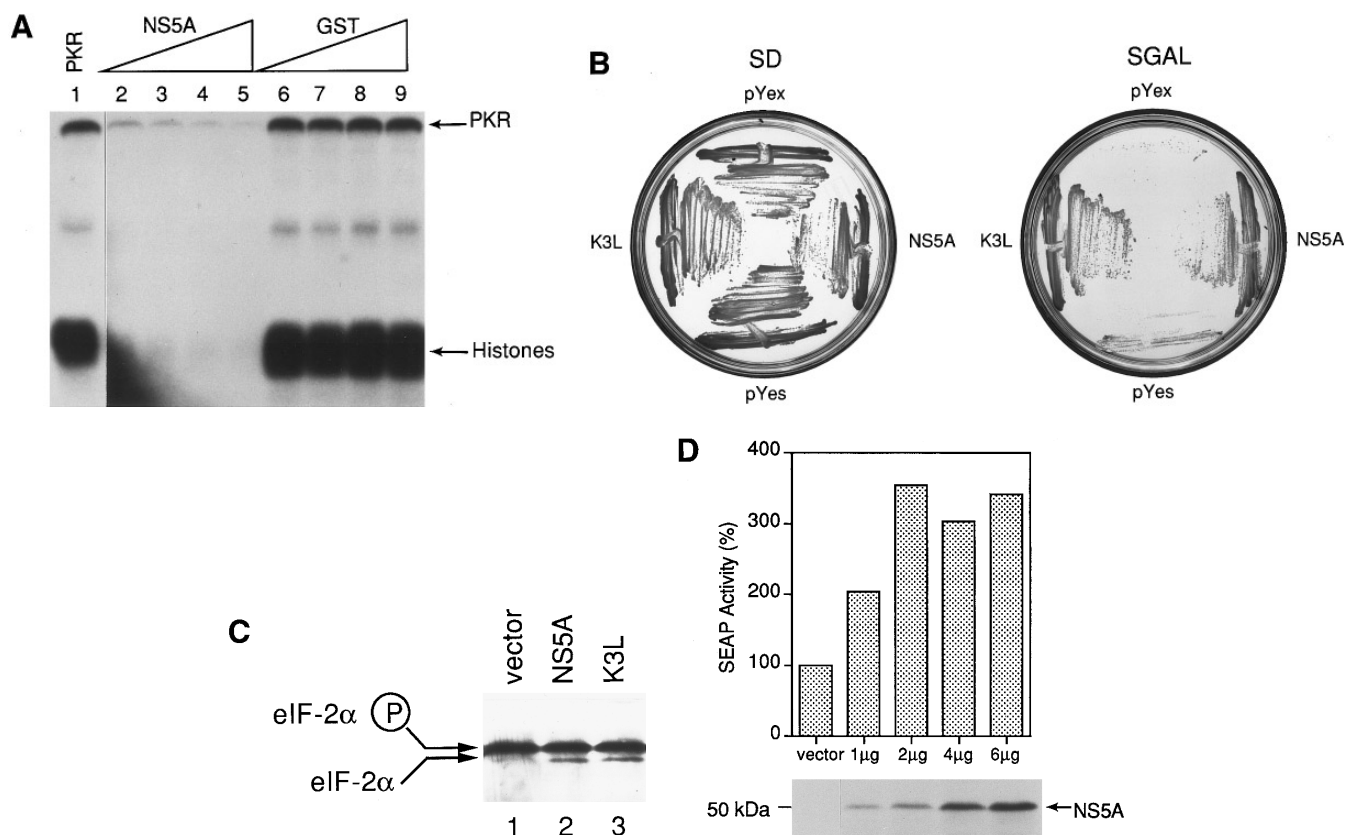 A
PKR
NS5A
GST
1 2 3 4 5 6 7 8 9
PKR
Histones
B
SD
pYex
K3L
NS5A
pYes
SGAL
pYex
K3L
NS5A
pYes
C
vector
NS5A
K3L
eIF-2α P
eIF-2α
1 2 3
D
SEAP Activity (%)
400
300
200
100
0
vector 1µg 2µg 4µg 6µg
50 kDa
NS5A